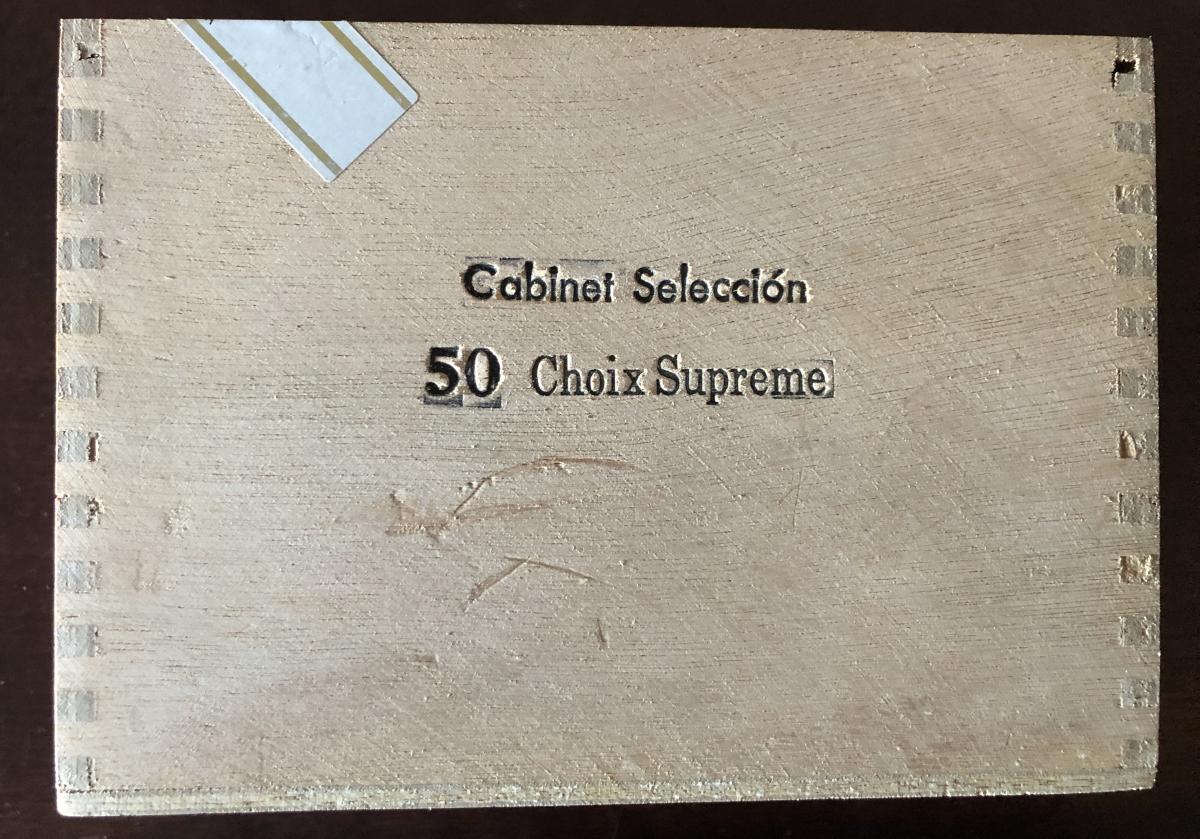 Cabinet Selección
50 Choix Supreme